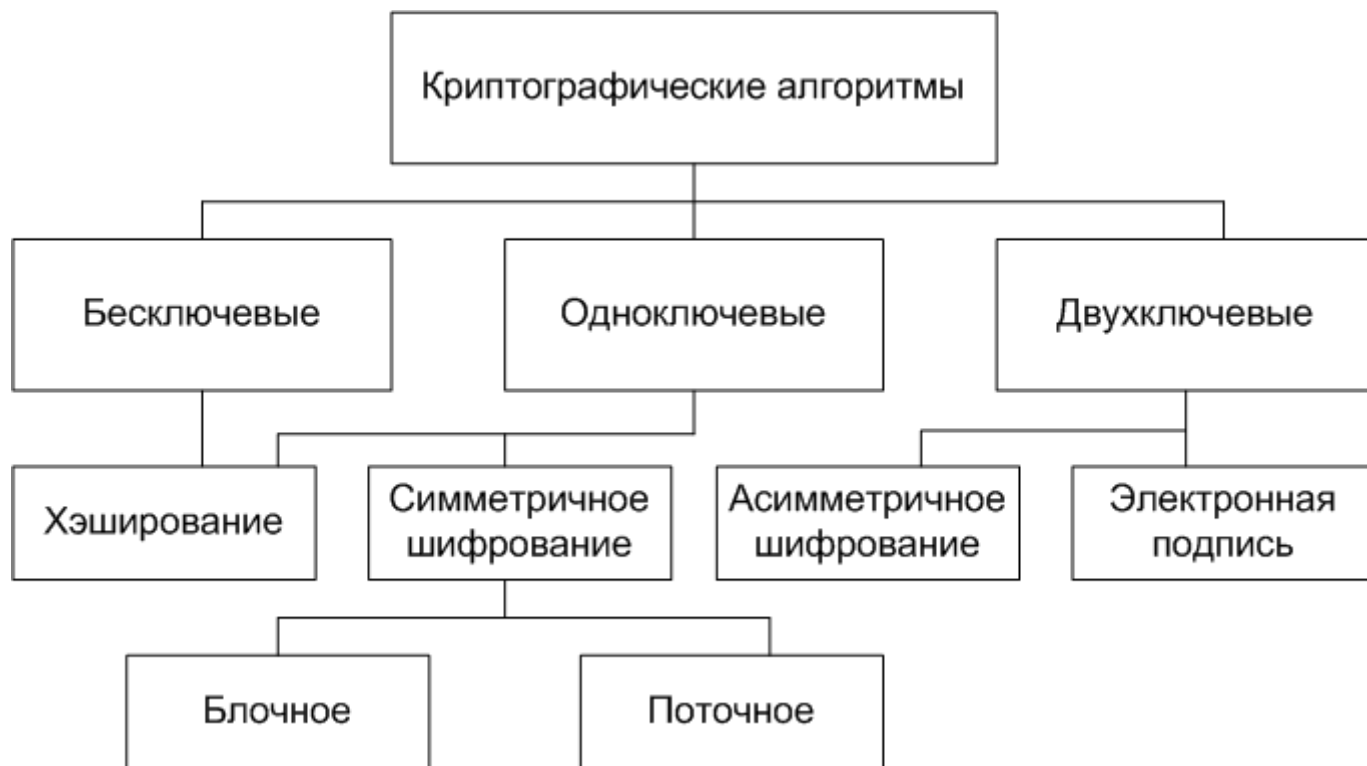 Криптографические алгоритмы
Бесключевые
Одноключевые
Двухключевые
Хэширование
Симметричное
шифрование
Асимметричное
шифрование
Электронная
подпись
Блочное
Поточное